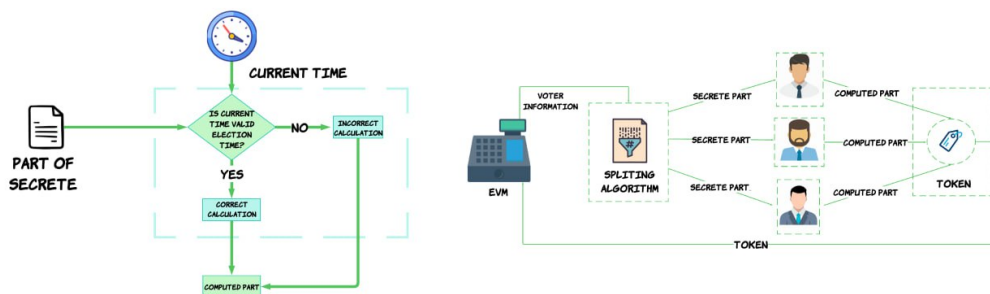 CURRENT TIME
IS CURRENT
TIME VALID
ELECTION
TIME?
NO
INCORRECT
CALCULATION
PART OF
SECRETE
YES
CORRECT
CALCULATION
COMPUTED PART
VOTER
INFORMATION
EVM
SPLITING
ALGORITHM
SECRETE PART
SECRETE PART
SECRETE PART
COMPUTED PART
COMPUTED PART
COMPUTED PART
TOKEN
TOKEN